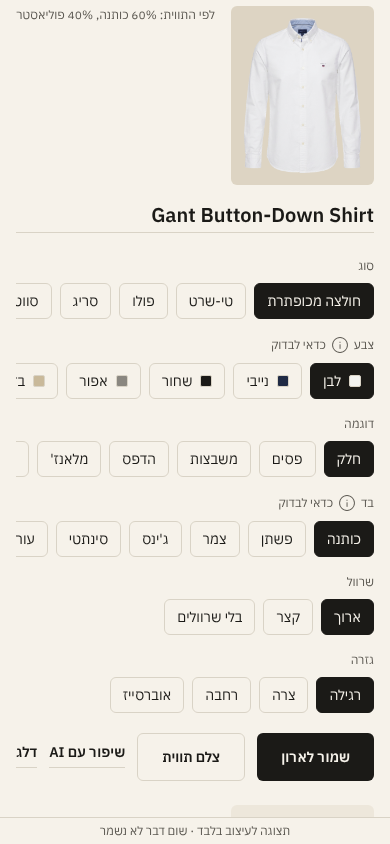 לפי התווית: 60% כותנה, 40% פוליאסטר
Gant Button-Down Shirt
סוג
חולצה מכופתרת טי-שרט פולו סריג
צבע כדאי לבדוק
לבן נייבי שחור אפור
דוגמה
חלק פסים משבצות הדפס מלאנז'
בד כדאי לבדוק
כותנה פשתן צמר ג'ינס סינתטי עור
שרוול
ארוך קצר בלי שרוולים
גזרה
רגילה צרה רחבה אוברסייז
שמור לארון צלם תווית שיפור עם AI דלג
תצוגה לעיצוב בלבד · שום דבר לא נשמר